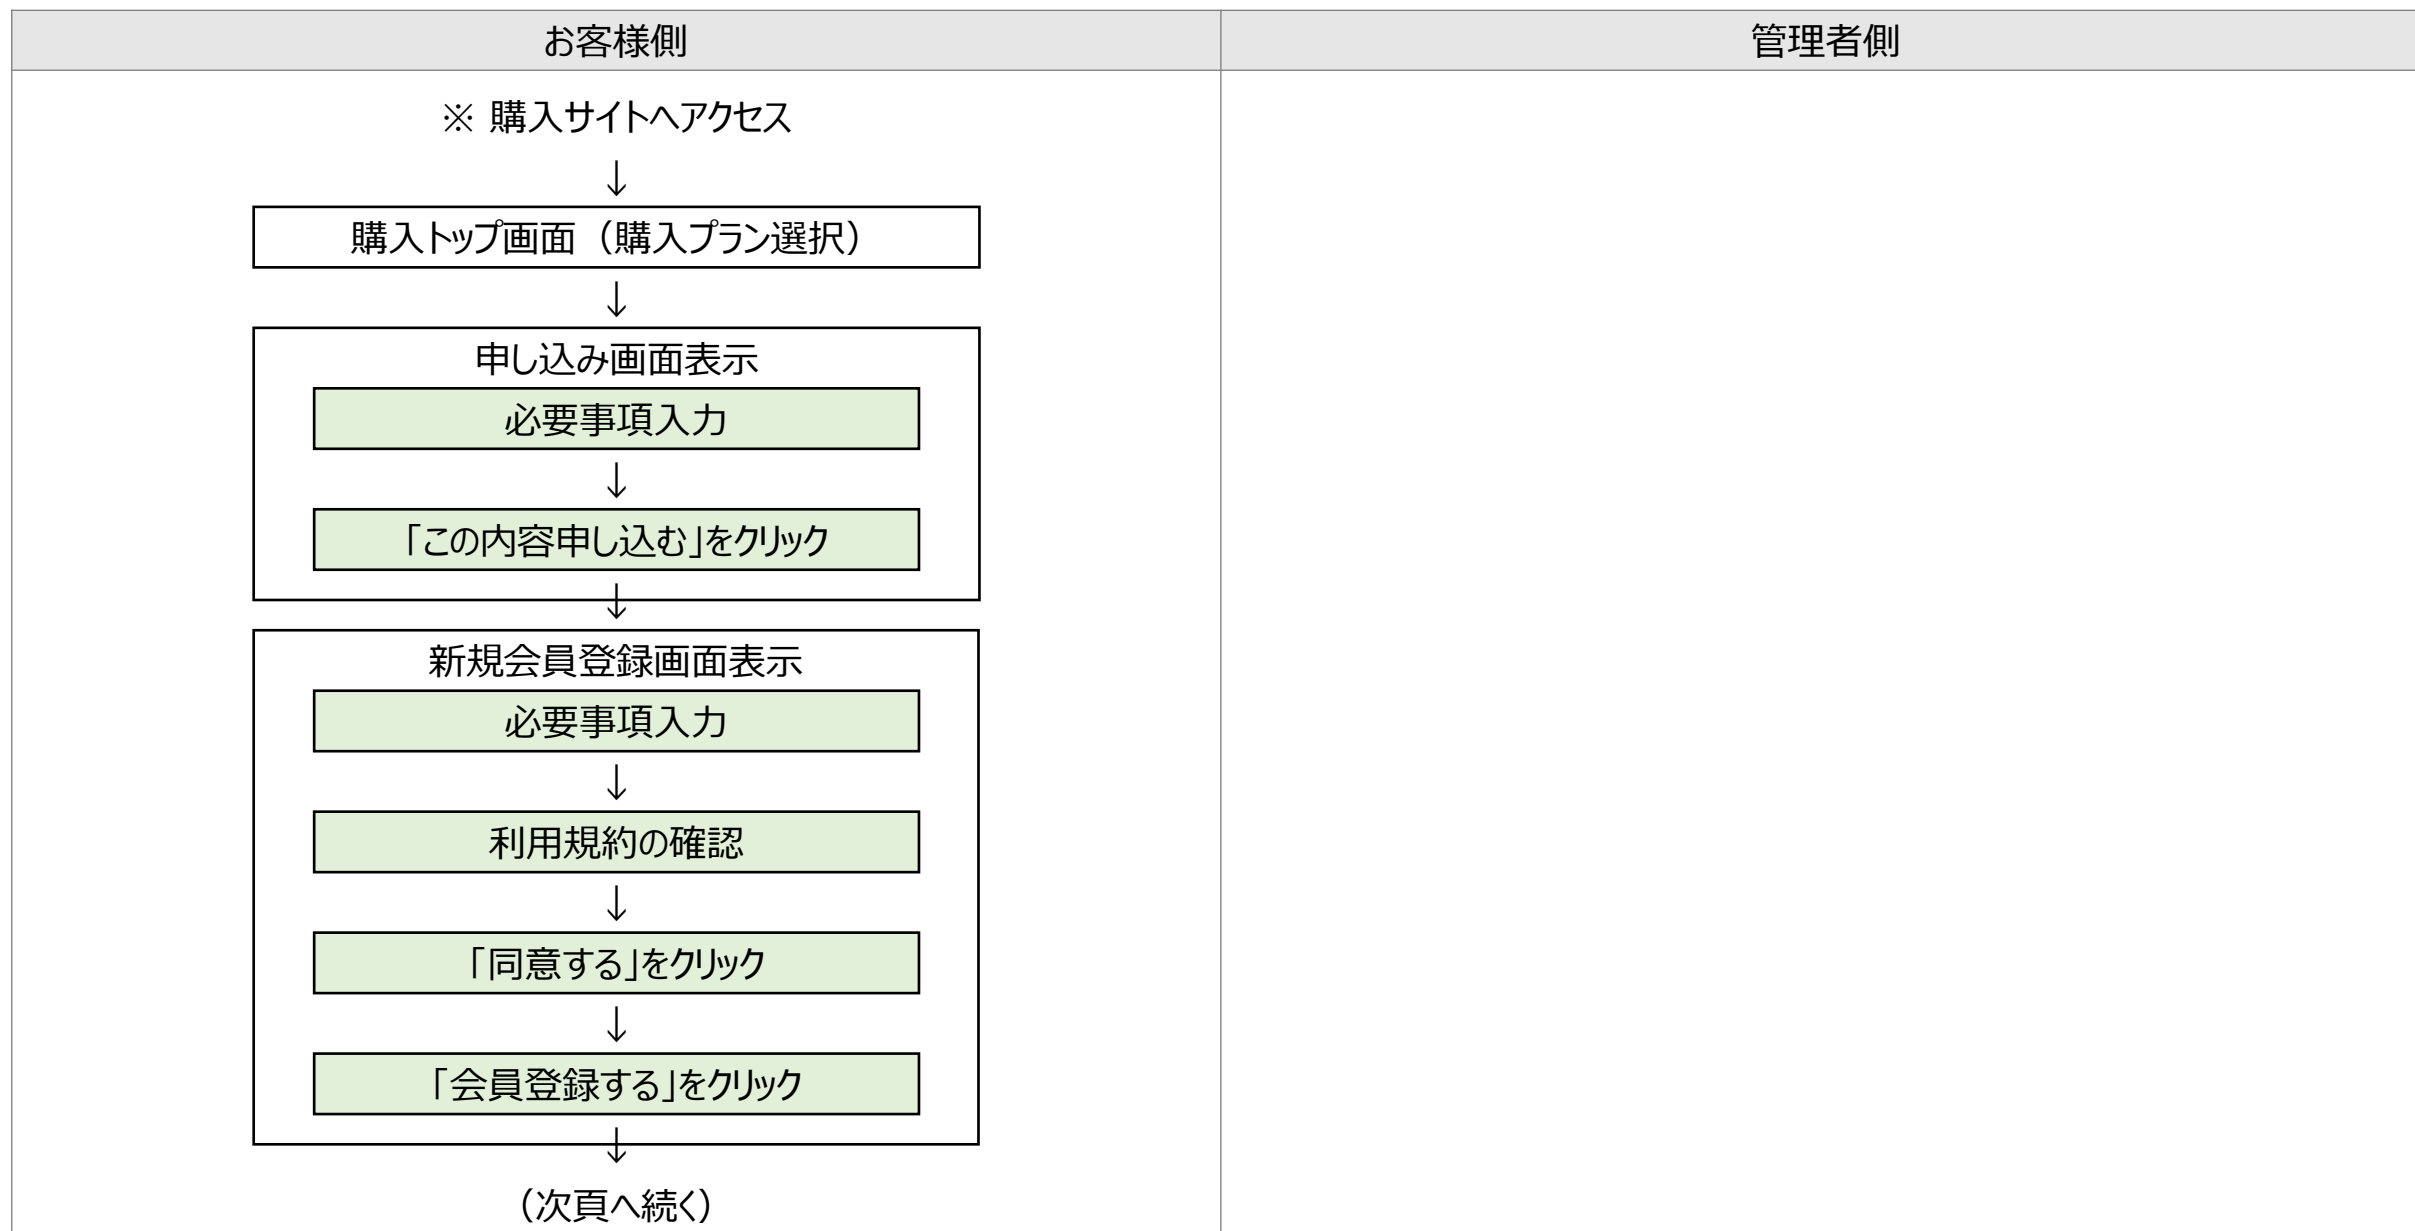 お客様側
管理者側
※ 購入サイトへアクセス
↓
購入トップ画面（購入プラン選択）
↓
申し込み画面表示
必要事項入力
↓
「この内容申し込む」をクリック
↓
新規会員登録画面表示
必要事項入力
↓
利用規約の確認
↓
「同意する」をクリック
↓
「会員登録する」をクリック
↓
（次頁へ続く）